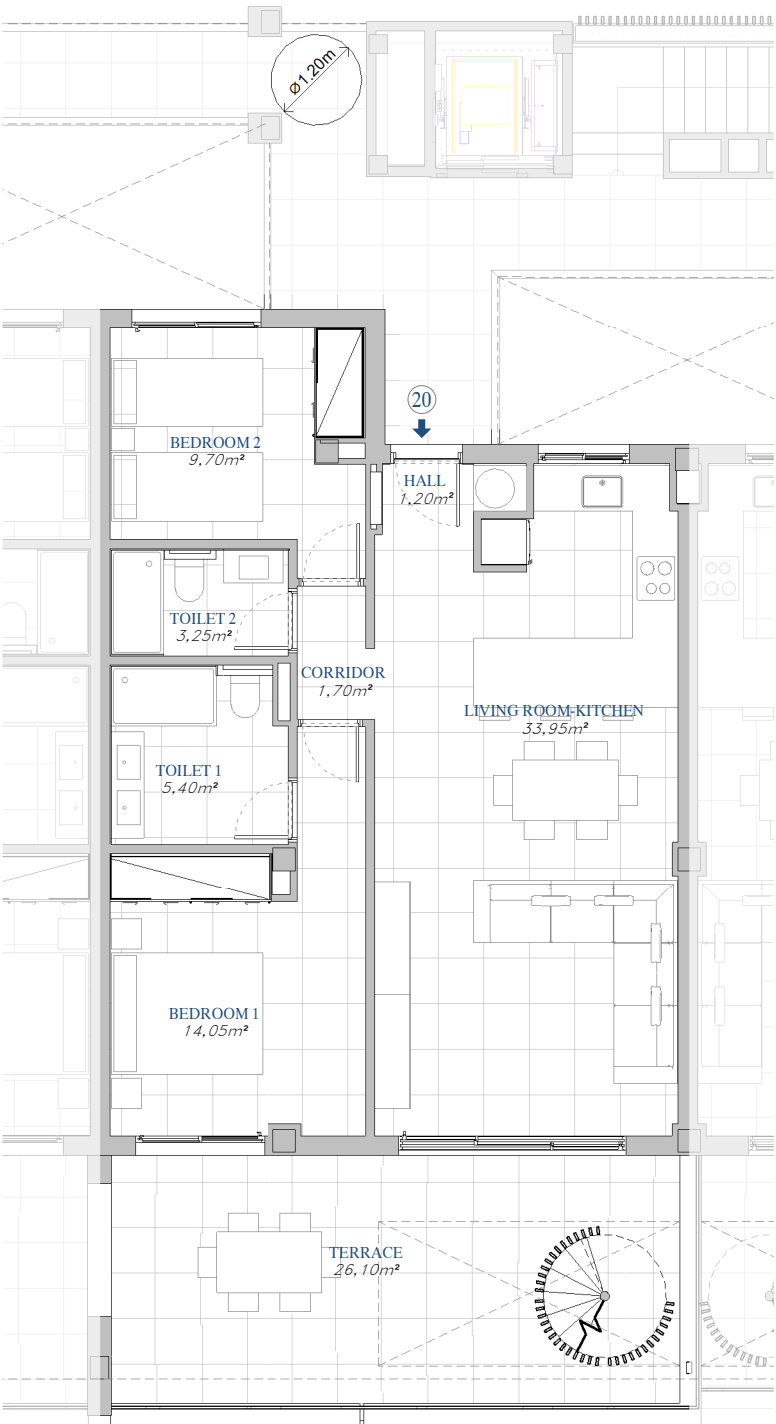 Ø1.20m
20
BEDROOM 2
9,70m²
HALL
1,20m²
TOILET 2
3,25m²
CORRIDOR
1,70m²
LIVING ROOM-KITCHEN
33,95m²
TOILET 1
5,40m²
BEDROOM 1
14,05m²
TERRACE
26,10m²